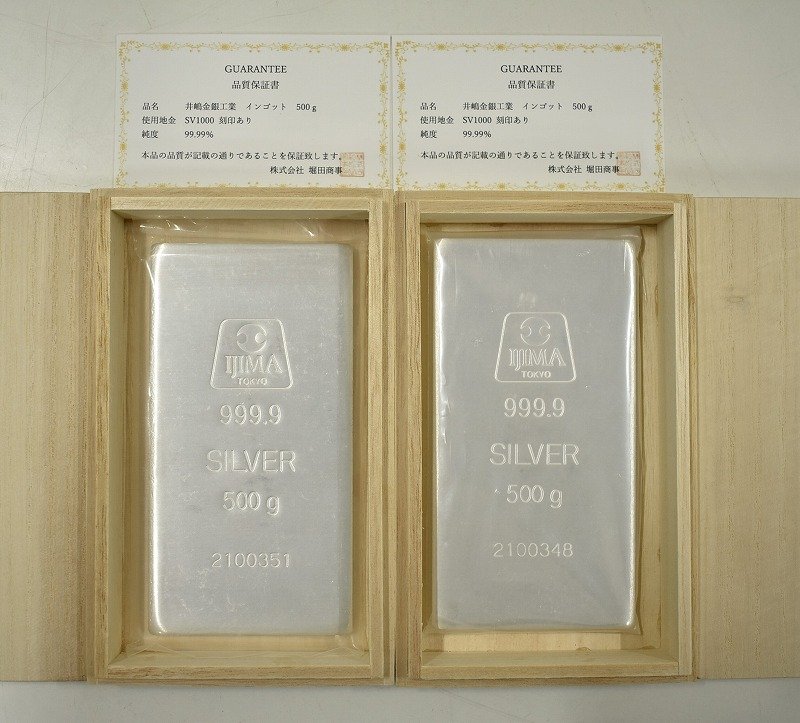 GUARANTEE
品質保証書
品名 井嶋金銀工業 インゴット 500g
使用地金 SV1000 刻印あり
純度 99.99%
本品の品質が記載の通りであることを保証致します。
株式会社 堀田商事
GUARANTEE
品質保証書
品名 井嶋金銀工業 インゴット 500g
使用地金 SV1000 刻印あり
純度 99.99%
本品の品質が記載の通りであることを保証致します。
株式会社 堀田商事
IJIMA
TOKYO
999.9
SILVER
500 g
2100351
IJIMA
TOKYO
999.9
SILVER
500 g
2100348